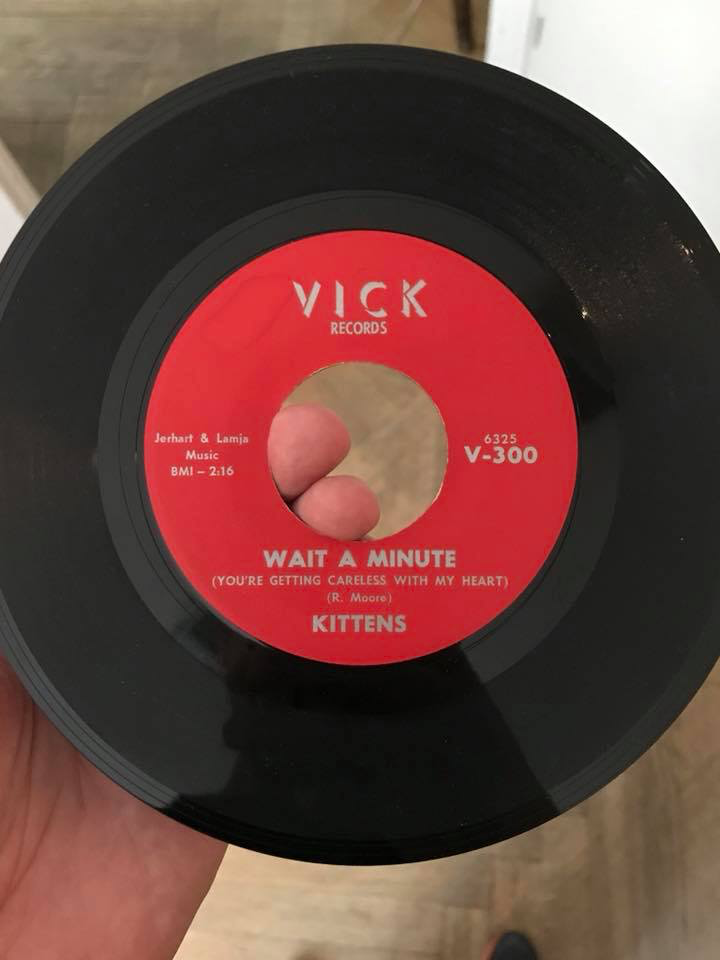 VICK
RECORDS
Jerhart & Lamja
Music
BMI – 2:16
6325
V-300
WAIT A MINUTE
(YOU'RE GETTING CARELESS WITH MY HEART)
(R. Moore)
KITTENS